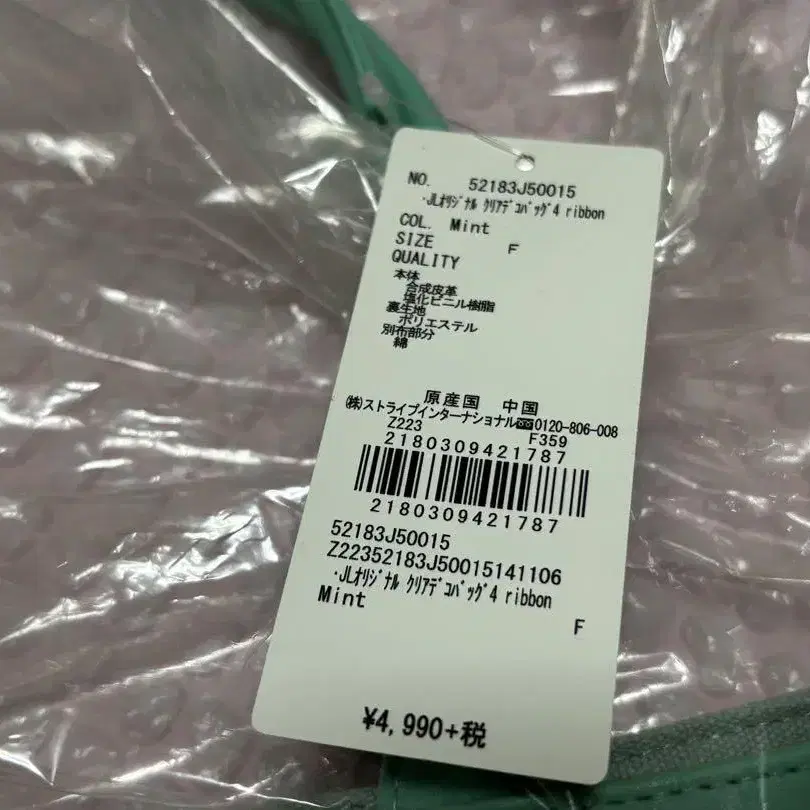 NO. 52183J50015
･JLｵﾘｼﾞﾅﾙ ｸﾘｱﾃﾞｺﾊﾞｯｸﾞ4 ribbon
COL. Mint
SIZE F
QUALITY
本体
合成皮革
塩化ビニル樹脂
裏生地
ポリエステル
別布部分
綿
原産国 中国
㈱ストライプインターナショナル☎0120-806-008
Z223 F359
2180309421787
2180309421787
52183J50015
Z22352183J50015141106
･JLｵﾘｼﾞﾅﾙ ｸﾘｱﾃﾞｺﾊﾞｯｸﾞ4 ribbon
Mint
F
¥4,990+税